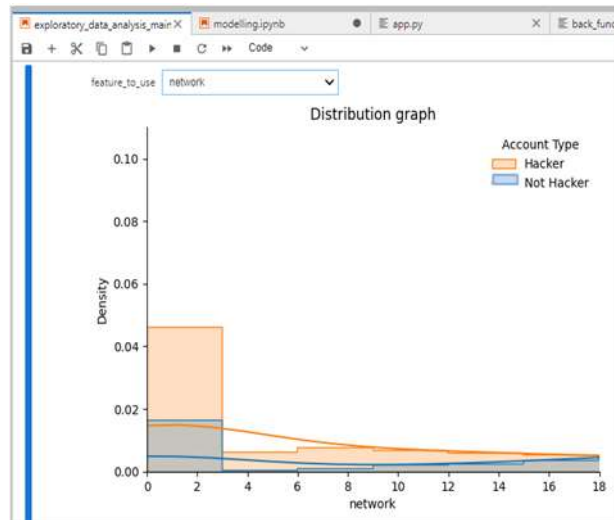 exploratory_data_analysis_main
modelling.ipynb
app.py
back_func
Code
feature_to_use
network
Distribution graph
Account Type
Hacker
Not Hacker
Density
0.10
0.08
0.06
0.04
0.02
0.00
0 2 4 6 8 10 12 14 16 18
network